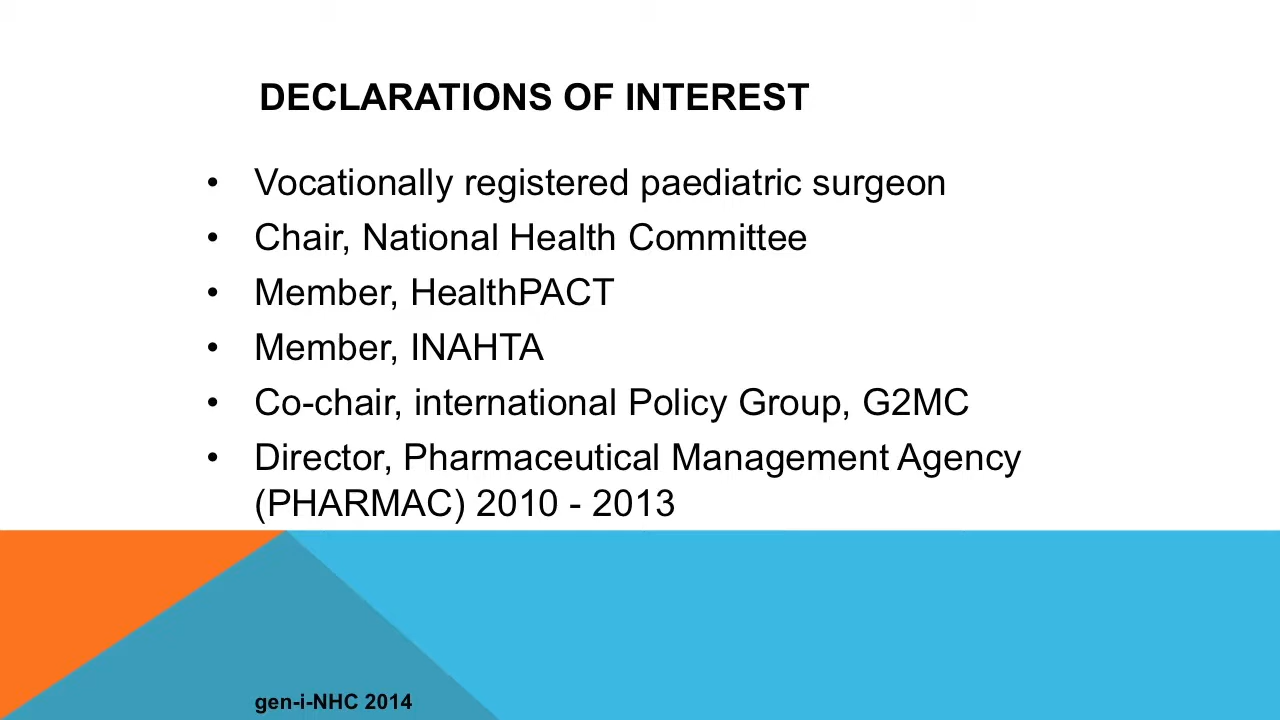 DECLARATIONS OF INTEREST
• Vocationally registered paediatric surgeon
• Chair, National Health Committee
• Member, HealthPACT
• Member, INAHTA
• Co-chair, international Policy Group, G2MC
• Director, Pharmaceutical Management Agency
(PHARMAC) 2010 - 2013
gen-i-NHC 2014